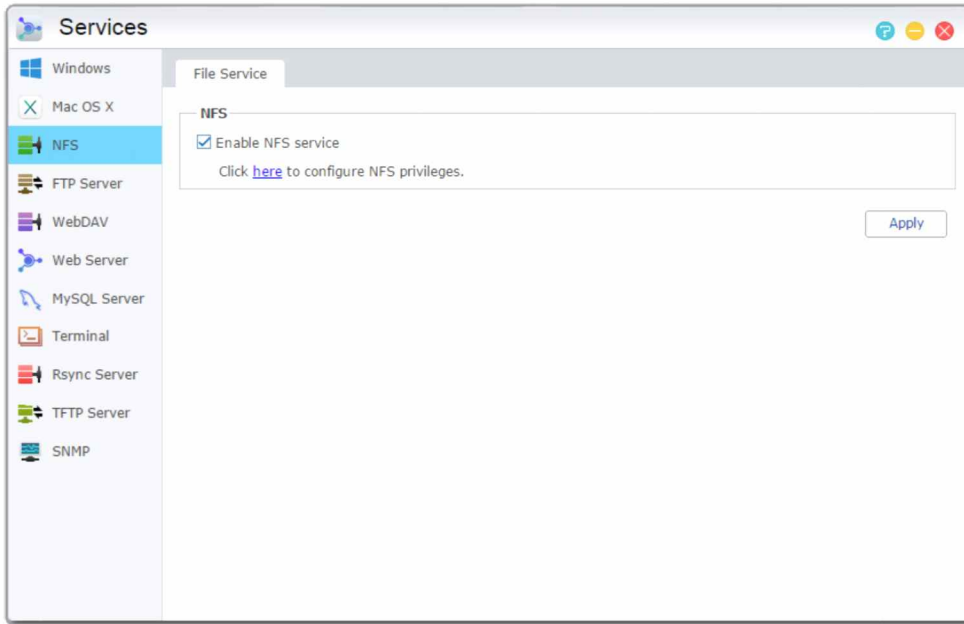 Services
Windows
Mac OS X
NFS
FTP Server
WebDAV
Web Server
MySQL Server
Terminal
Rsync Server
TFTP Server
SNMP
File Service
NFS
Enable NFS service
Click here to configure NFS privileges.
Apply